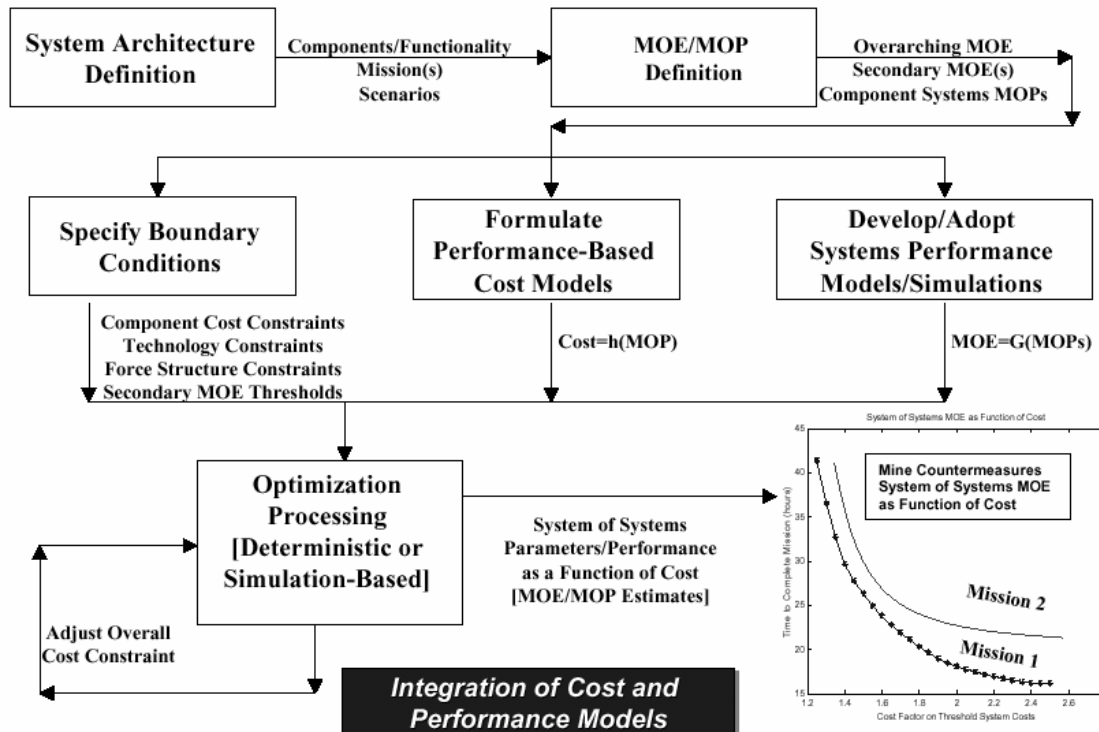 System Architecture
Definition
Components/Functionality
Mission(s)
Scenarios
MOE/MOP
Definition
Overarching MOE
Secondary MOE(s)
Component Systems MOPs
Specify Boundary
Conditions
Formulate
Performance-Based
Cost Models
Develop/Adopt
Systems Performance
Models/Simulations
Component Cost Constraints
Technology Constraints
Force Structure Constraints
Secondary MOE Thresholds
Cost=h(MOP)
MOE=G(MOPs)
Optimization
Processing
[Deterministic or
Simulation-Based]
Adjust Overall
Cost Constraint
System of Systems
Parameters/Performance
as a Function of Cost
[MOE/MOP Estimates]
System of Systems MOE as Function of Cost
Mine Countermeasures
System of Systems MOE
as Function of Cost
Time to Complete Mission (hours)
45
40
35
30
25
20
15
Mission 2
Mission 1
1.2 1.4 1.6 1.8 2 2.2 2.4 2.6
Cost Factor on Threshold System Costs
Integration of Cost and
Performance Models